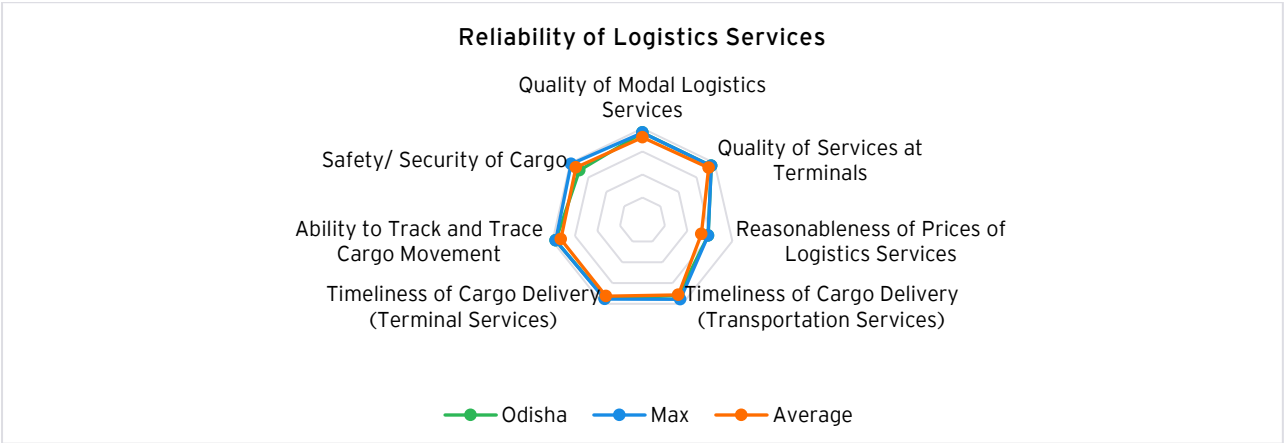 Reliability of Logistics Services
Quality of Modal Logistics
Services
Quality of Services at
Terminals
Reasonableness of Prices of
Logistics Services
Timeliness of Cargo Delivery
(Transportation Services)
Timeliness of Cargo Delivery
(Terminal Services)
Ability to Track and Trace
Cargo Movement
Safety/ Security of Cargo
Odisha
Max
Average